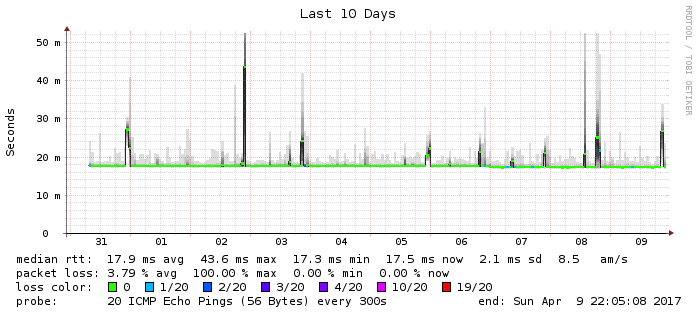 Last 10 Days
RRDTOOL / TOBI OETIKER
Seconds
50 m
40 m
30 m
20 m
10 m
0
31 01 02 03 04 05 06 07 08 09
median rtt: 17.9 ms avg 43.6 ms max 17.3 ms min 17.5 ms now 2.1 ms sd 8.5 am/s
packet loss: 3.79 % avg 100.00 % max 0.00 % min 0.00 % now
loss color: 0 1/20 2/20 3/20 4/20 10/20 19/20
probe: 20 ICMP Echo Pings (56 Bytes) every 300s end: Sun Apr 9 22:05:08 2017